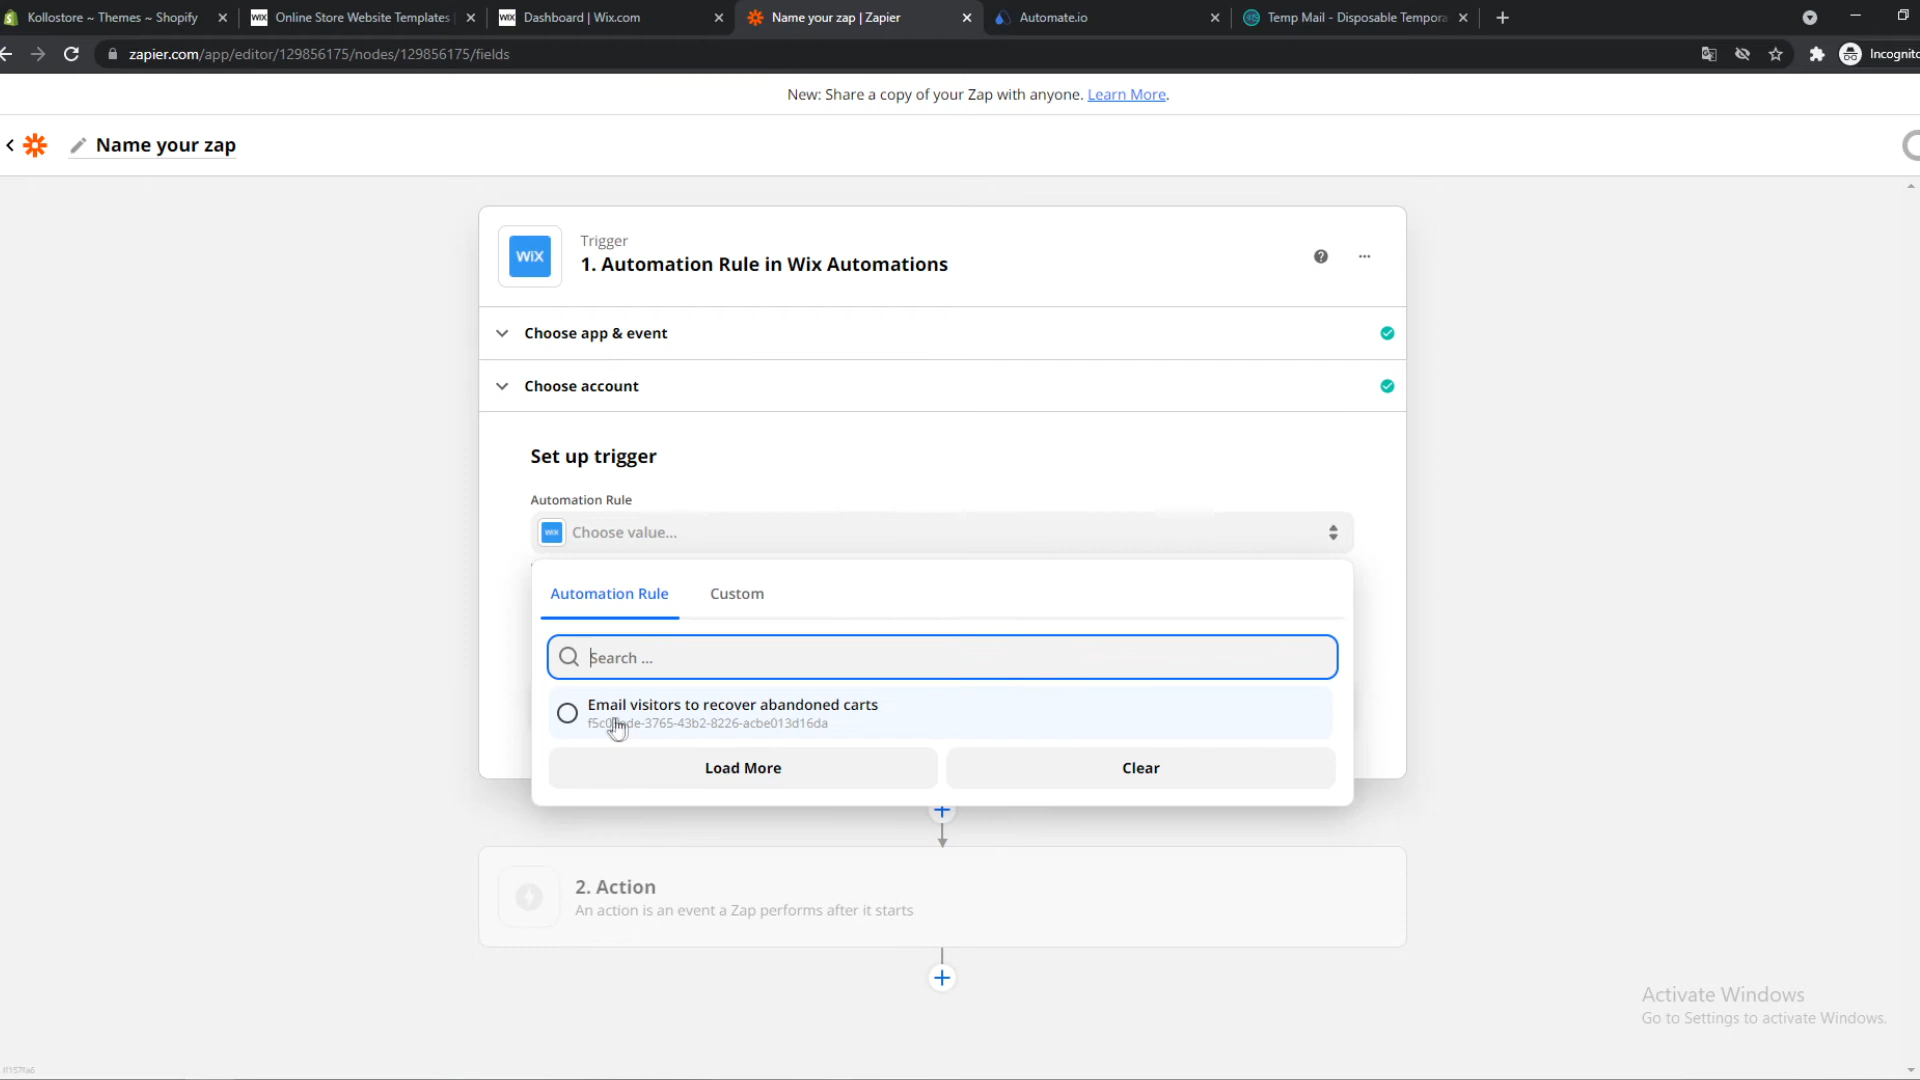 Kollostore ~ Themes ~ Shopify
WIX Online Store Website Templates
WIX Dashboard | Wix.com
Name your zap | Zapier
Automate.io
Temp Mail - Disposable Tempora
zapier.com/app/editor/129856175/nodes/129856175/fields
Incognito
New: Share a copy of your Zap with anyone. Learn More.
Name your zap
WIX
Trigger
1. Automation Rule in Wix Automations
Choose app & event
Choose account
Set up trigger
Automation Rule
WIX Choose value...
Automation Rule Custom
Search ...
Email visitors to recover abandoned carts
-3765-43b2-8226-acbe013d16da
Load More Clear
2. Action
An action is an event a Zap performs after it starts
Activate Windows
Go to Settings to activate Windows.